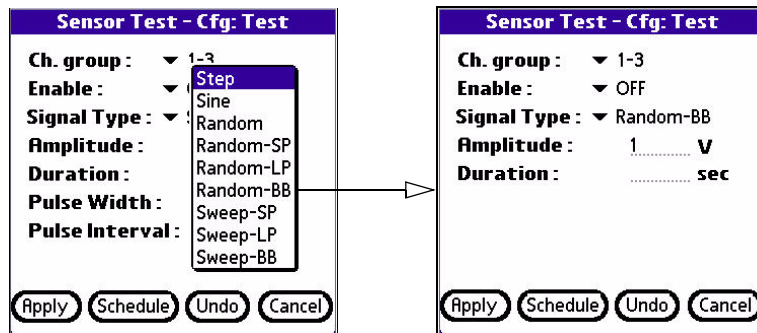 Sensor Test - Cfg: Test
Ch. group : 1-3
Enable :
Signal Type :
Amplitude :
Duration :
Pulse Width :
Pulse Interval :
Step
Sine
Random
Random-SP
Random-LP
Random-BB
Sweep-SP
Sweep-LP
Sweep-BB
Apply Schedule Undo Cancel
Sensor Test - Cfg: Test
Ch. group : 1-3
Enable : OFF
Signal Type : Random-BB
Amplitude : 1 V
Duration : sec
Apply Schedule Undo Cancel